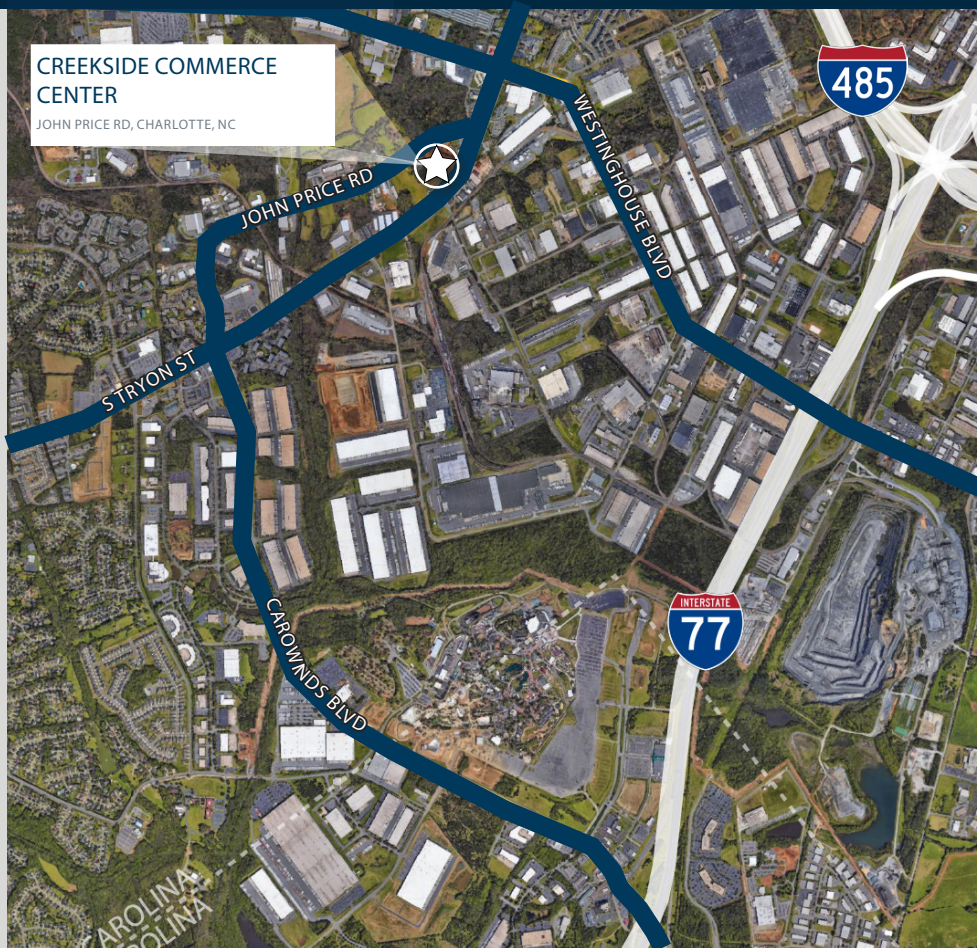 CREEKSIDE COMMERCE
CENTER
JOHN PRICE RD, CHARLOTTE, NC
485
WESTINGHOUSE BLVD
JOHN PRICE RD
S TRYON ST
INTERSTATE
77
CAROWNDS BLVD
CAROLINA
OLINA